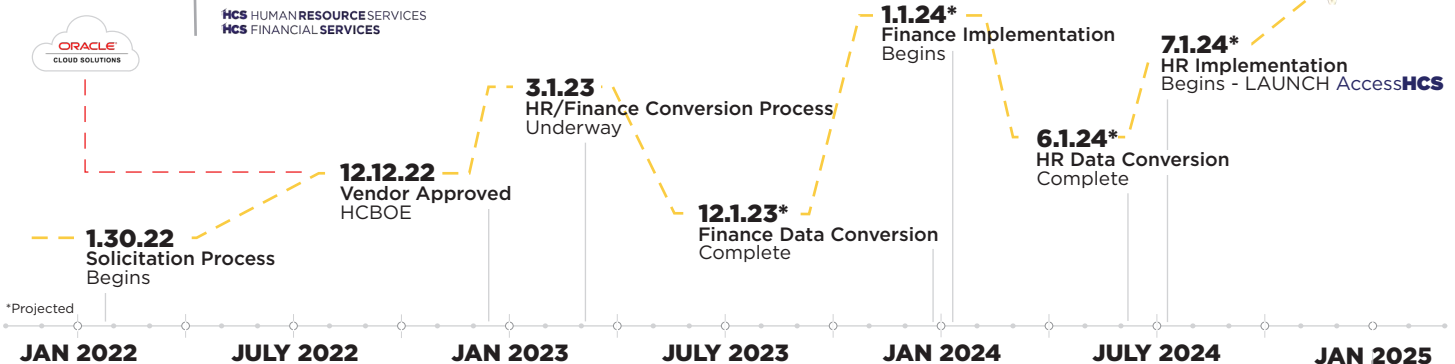 HCS HUMAN RESOURCE SERVICES
HCS FINANCIAL SERVICES
ORACLE
CLOUD SOLUTIONS
1.30.22
Solicitation Process
Begins
12.12.22
Vendor Approved
HCBOE
3.1.23
HR/Finance Conversion Process
Underway
12.1.23*
Finance Data Conversion
Complete
1.1.24*
Finance Implementation
Begins
6.1.24*
HR Data Conversion
Complete
7.1.24*
HR Implementation
Begins - LAUNCH AccessHCS
*Projected
JAN 2022
JULY 2022
JAN 2023
JULY 2023
JAN 2024
JULY 2024
JAN 2025